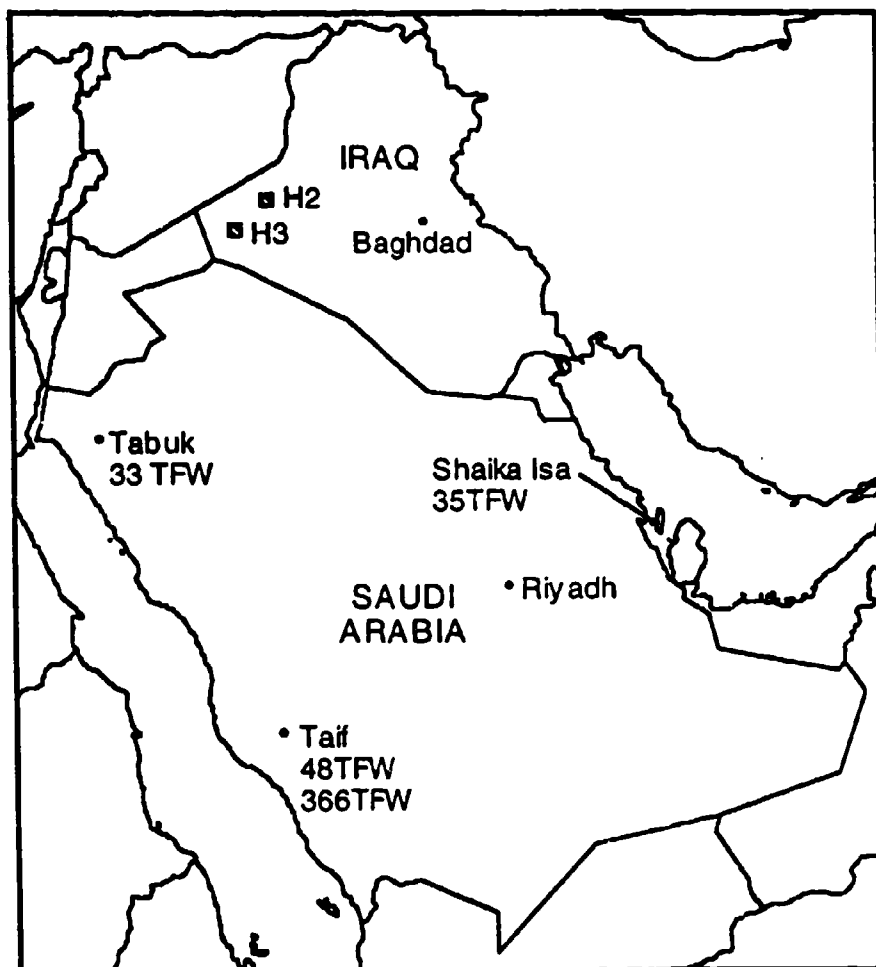 IRAQ
H2
H3
Baghdad
Tabuk
33 TFW
Shaika Isa
35TFW
Riyadh
SAUDI
ARABIA
Taif
48TFW
366TFW